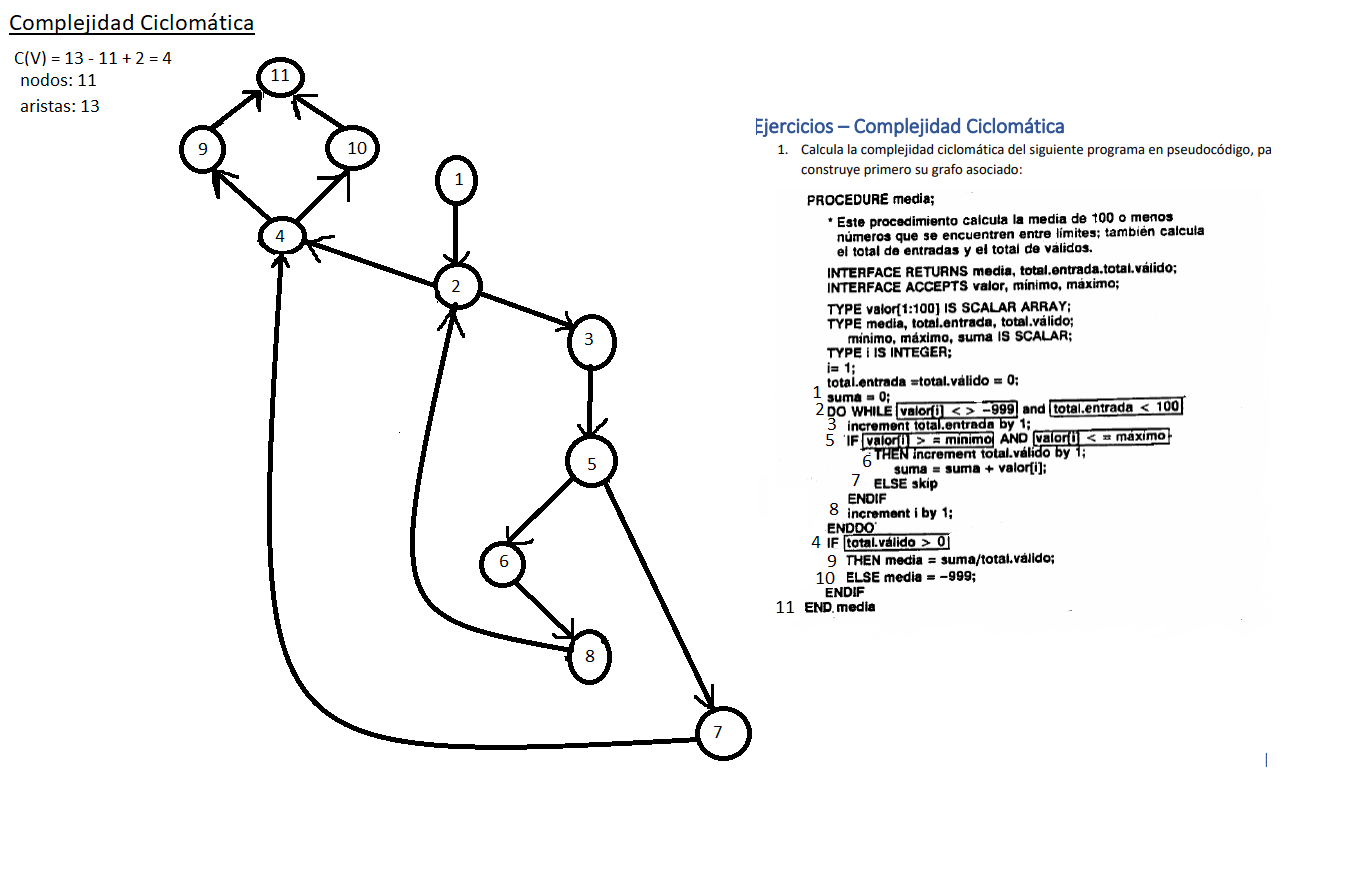 Complejidad Ciclomática
C(V) = 13 - 11 + 2 = 4
nodos: 11
aristas: 13
11
9
10
1
4
2
3
5
6
8
7
Ejercicios – Complejidad Ciclomática
1. Calcula la complejidad ciclomática del siguiente programa en pseudocódigo, pa
construye primero su grafo asociado:
PROCEDURE media;
* Este procedimiento calcula la media de 100 o menos
números que se encuentren entre límites; también calcula
el total de entradas y el total de válidos.
INTERFACE RETURNS media, total.entrada.total.válido;
INTERFACE ACCEPTS valor, mínimo, máximo;
TYPE valor[1:100] IS SCALAR ARRAY;
TYPE media, total.entrada, total.válido;
mínimo, máximo, suma IS SCALAR;
TYPE i IS INTEGER;
i= 1;
total.entrada =total.válido = 0;
1 suma = 0;
2 DO WHILE valor[i] < > -999 and total.entrada < 100
3 increment total.entrada by 1;
5 IF valor[i] > = mínimo AND valor[i] < = máximo
6 THEN increment total.válido by 1;
suma = suma + valor[i];
7 ELSE skip
ENDIF
8 increment i by 1;
ENDDO
4 IF total.válido > 0
9 THEN media = suma/total.válido;
10 ELSE media = -999;
ENDIF
11 END media